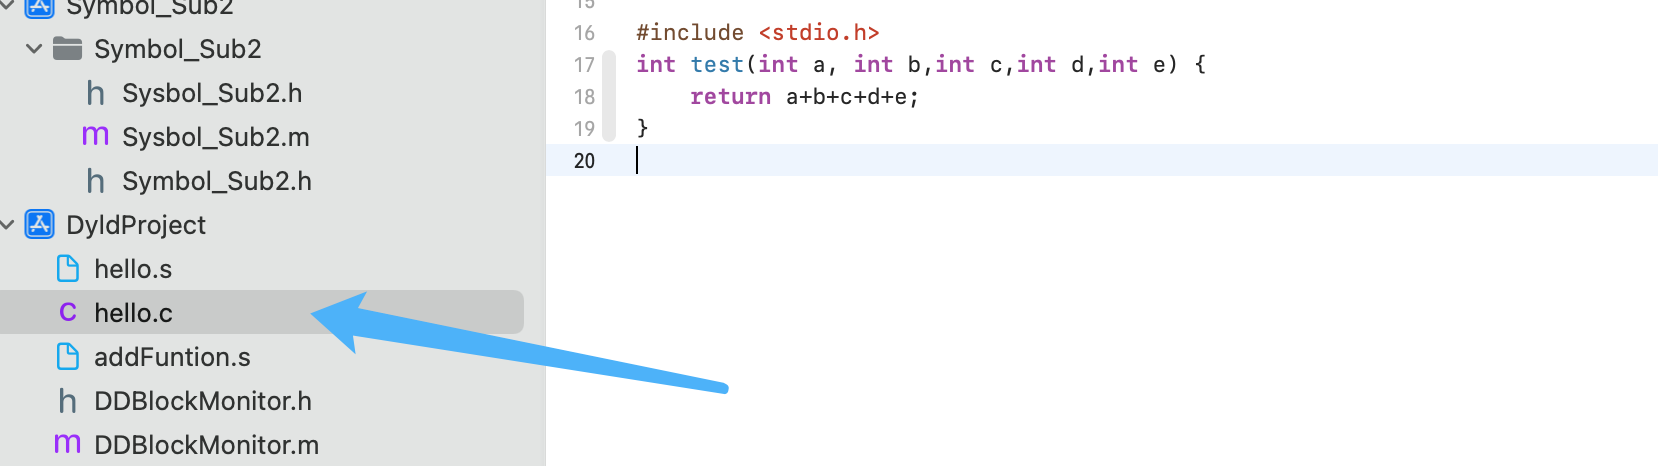 Symbol_Sub2
Symbol_Sub2
h Sysbol_Sub2.h
m Sysbol_Sub2.m
h Symbol_Sub2.h
DyldProject
hello.s
C hello.c
addFuntion.s
h DDBlockMonitor.h
m DDBlockMonitor.m
15
16 #include <stdio.h>
17 int test(int a, int b,int c,int d,int e) {
18 return a+b+c+d+e;
19 }
20